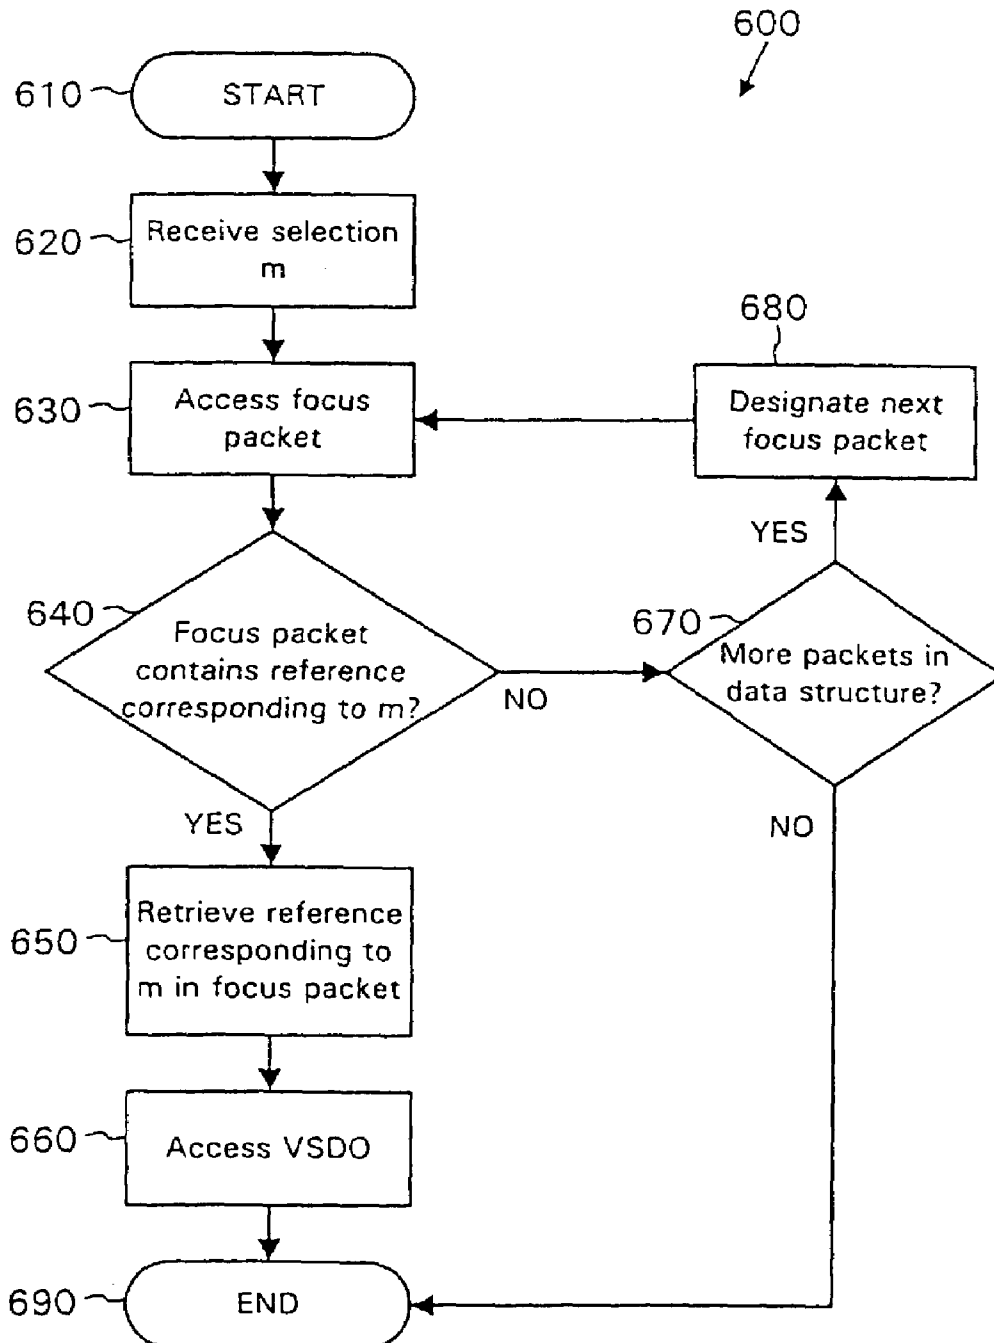 600
610
START
620
Receive selection
m
680
630
Access focus
packet
Designate next
focus packet
YES
640
Focus packet
contains reference
corresponding to m?
NO
670
More packets in
data structure?
YES
NO
650
Retrieve reference
corresponding to
m in focus packet
660
Access VSDO
690
END